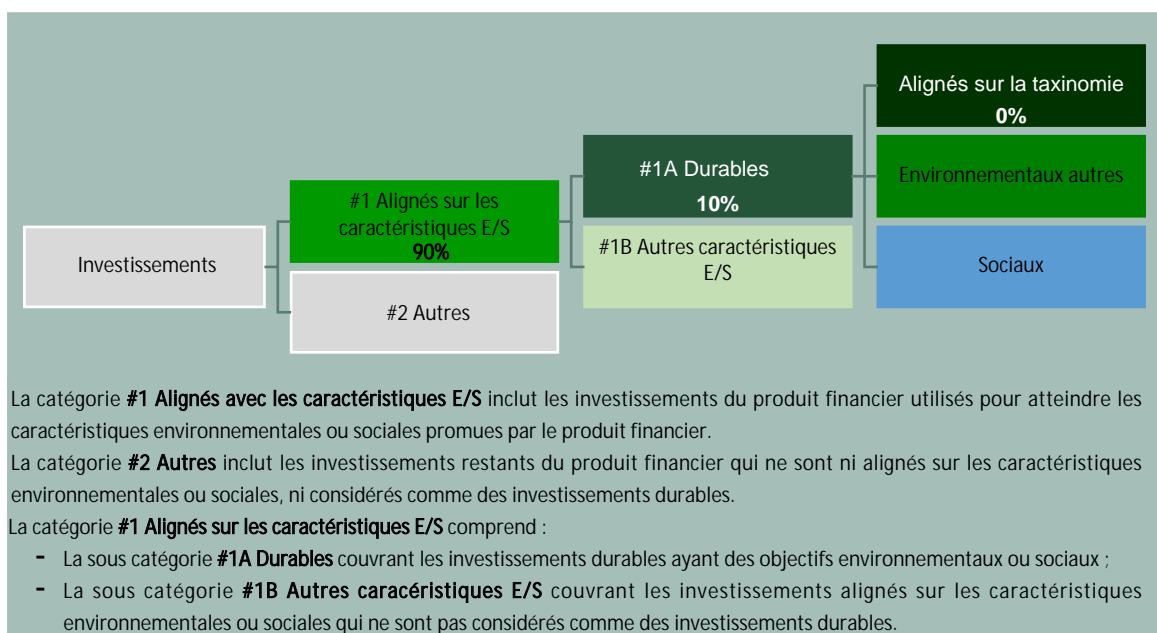 Alignés sur la taxinomie
0%
#1A Durables
10%
Environnementaux autres
#1 Alignés sur les
caractéristiques E/S
90%
#1B Autres caractéristiques
E/S
Investissements
Sociaux
#2 Autres
La catégorie #1 Alignés avec les caractéristiques E/S inclut les investissements du produit financier utilisés pour atteindre les
caractéristiques environnementales ou sociales promues par le produit financier.
La catégorie #2 Autres inclut les investissements restants du produit financier qui ne sont ni alignés sur les caractéristiques
environnementales ou sociales, ni considérés comme des investissements durables.
La catégorie #1 Alignés sur les caractéristiques E/S comprend :
- La sous catégorie #1A Durables couvrant les investissements durables ayant des objectifs environnementaux ou sociaux ;
- La sous catégorie #1B Autres caracéristiques E/S couvrant les investissements alignés sur les caractéristiques
environnementales ou sociales qui ne sont pas considérés comme des investissements durables.